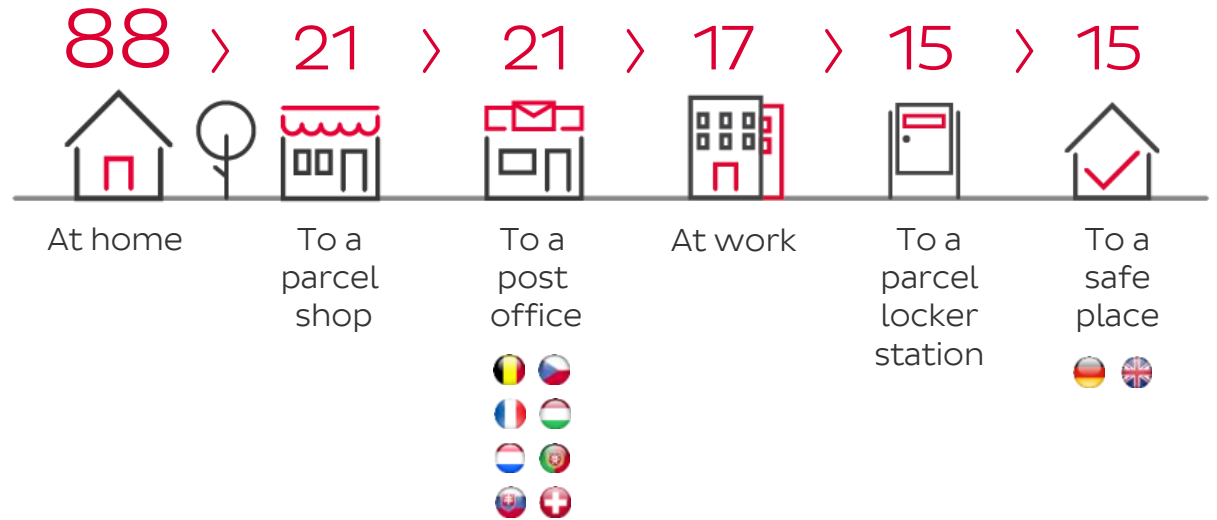 88 > 21 > 21 > 17 > 15 > 15
At home
To a
parcel
shop
To a
post
office
At work
To a
parcel
locker
station
To a
safe
place